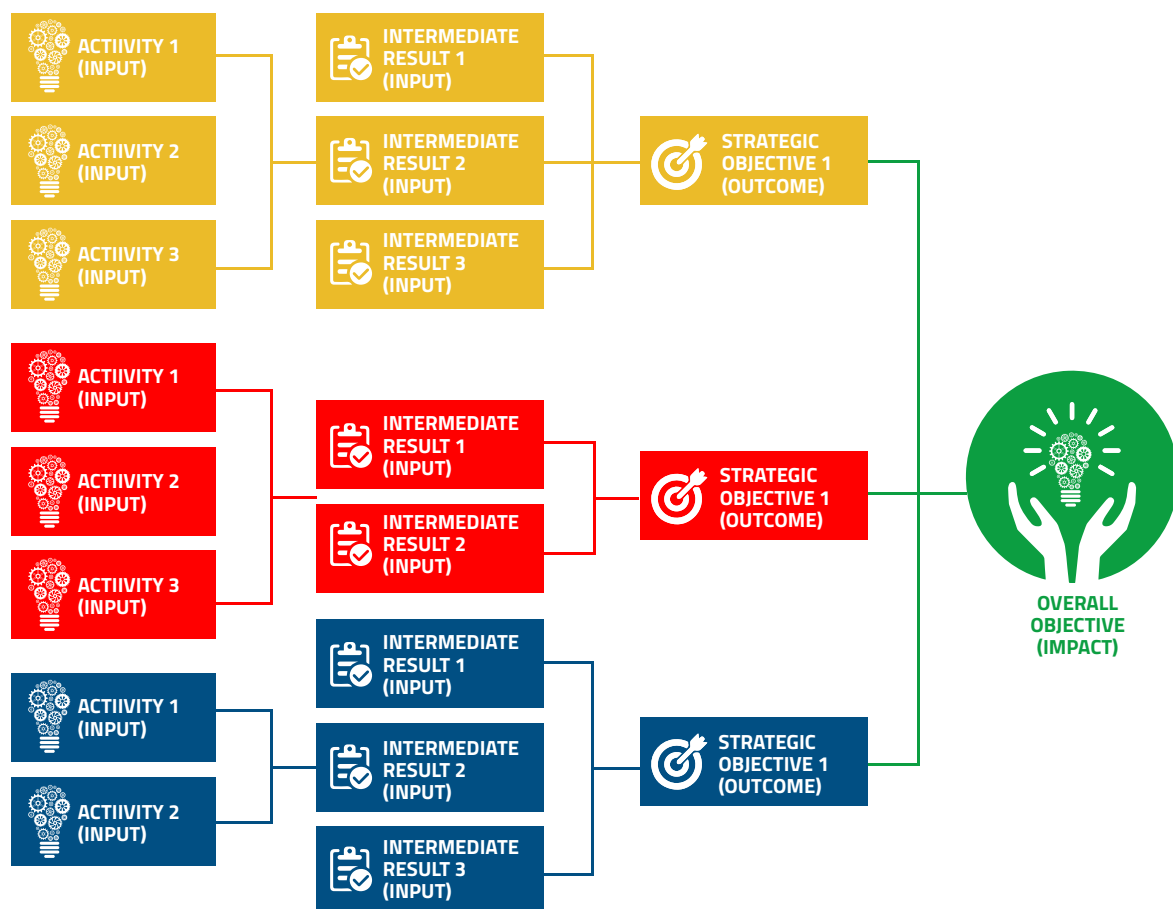 ACTIIVITY 1
(INPUT)
ACTIIVITY 2
(INPUT)
ACTIIVITY 3
(INPUT)
INTERMEDIATE
RESULT 1
(INPUT)
INTERMEDIATE
RESULT 2
(INPUT)
INTERMEDIATE
RESULT 3
(INPUT)
STRATEGIC
OBJECTIVE 1
(OUTCOME)
ACTIIVITY 1
(INPUT)
ACTIIVITY 2
(INPUT)
ACTIIVITY 3
(INPUT)
INTERMEDIATE
RESULT 1
(INPUT)
INTERMEDIATE
RESULT 2
(INPUT)
STRATEGIC
OBJECTIVE 1
(OUTCOME)
ACTIIVITY 1
(INPUT)
ACTIIVITY 2
(INPUT)
INTERMEDIATE
RESULT 1
(INPUT)
INTERMEDIATE
RESULT 2
(INPUT)
INTERMEDIATE
RESULT 3
(INPUT)
STRATEGIC
OBJECTIVE 1
(OUTCOME)
OVERALL
OBJECTIVE
(IMPACT)